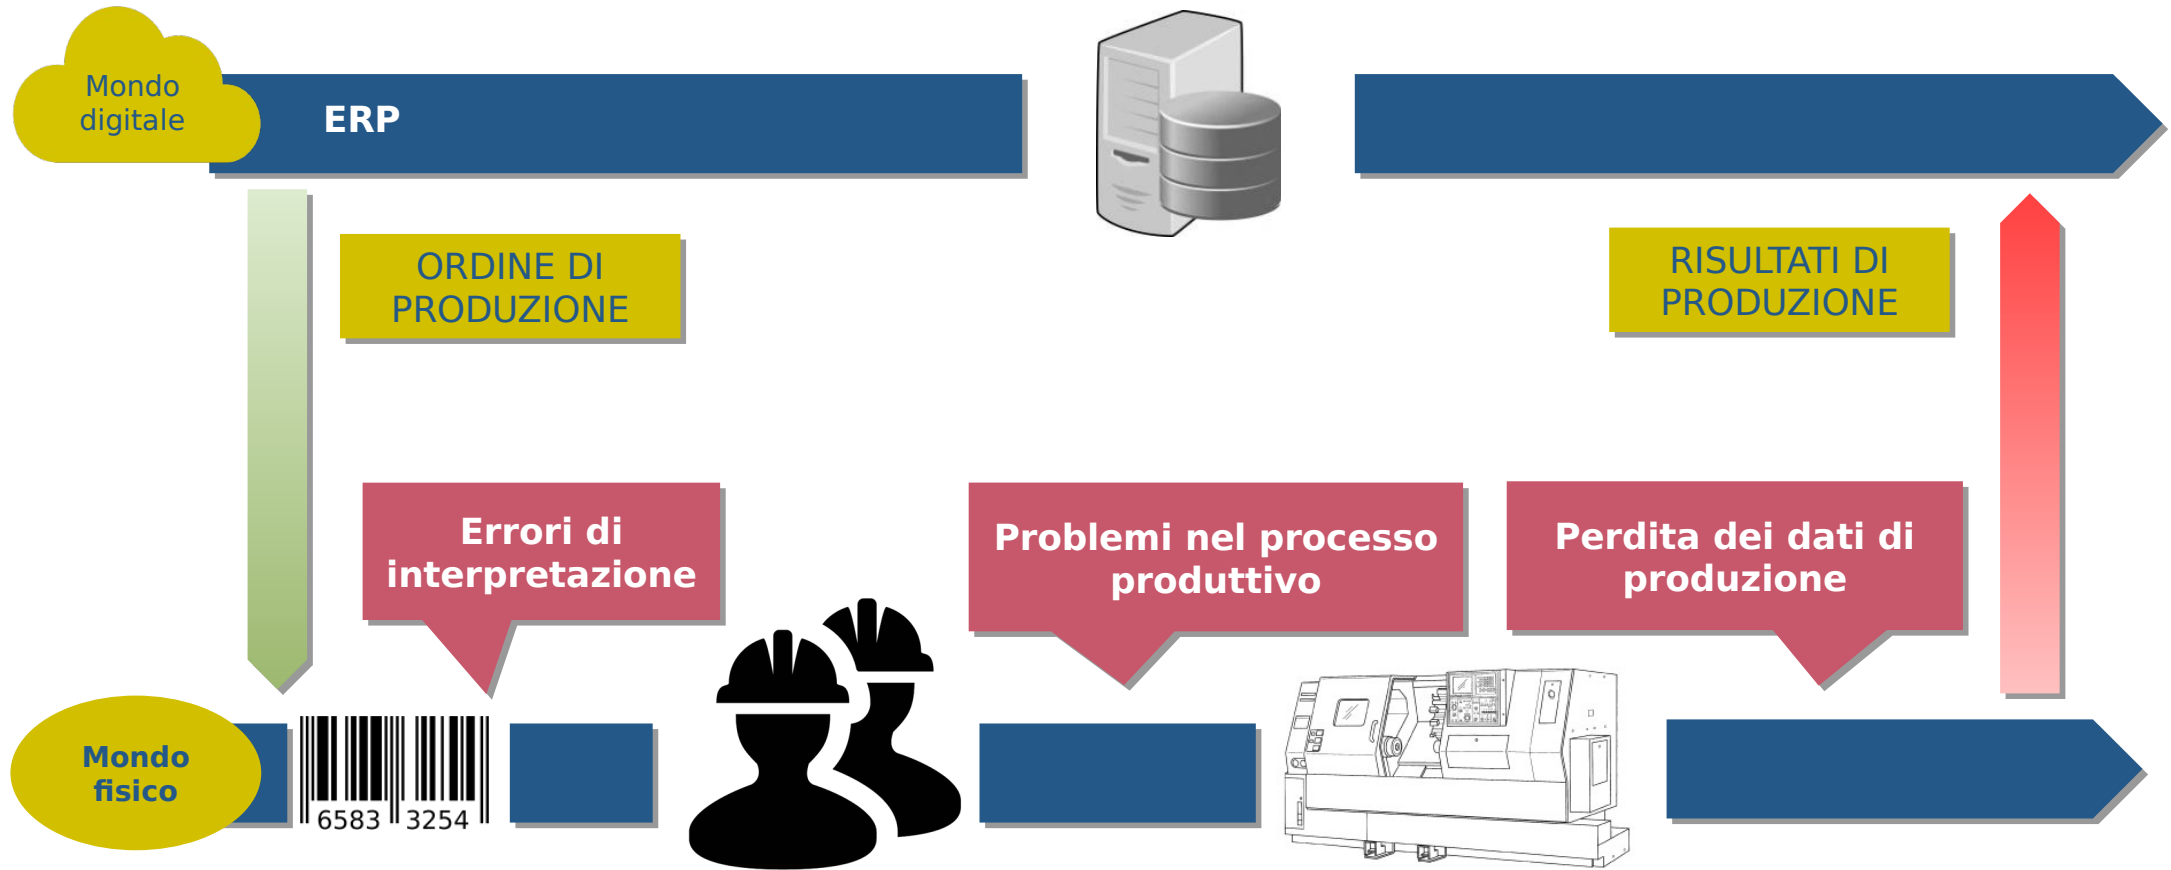 Mondo
digitale
ERP
ORDINE DI
PRODUZIONE
RISULTATI DI
PRODUZIONE
Errori di
interpretazione
Problemi nel processo
produttivo
Perdita dei dati di
produzione
Mondo
fisico
6583 3254